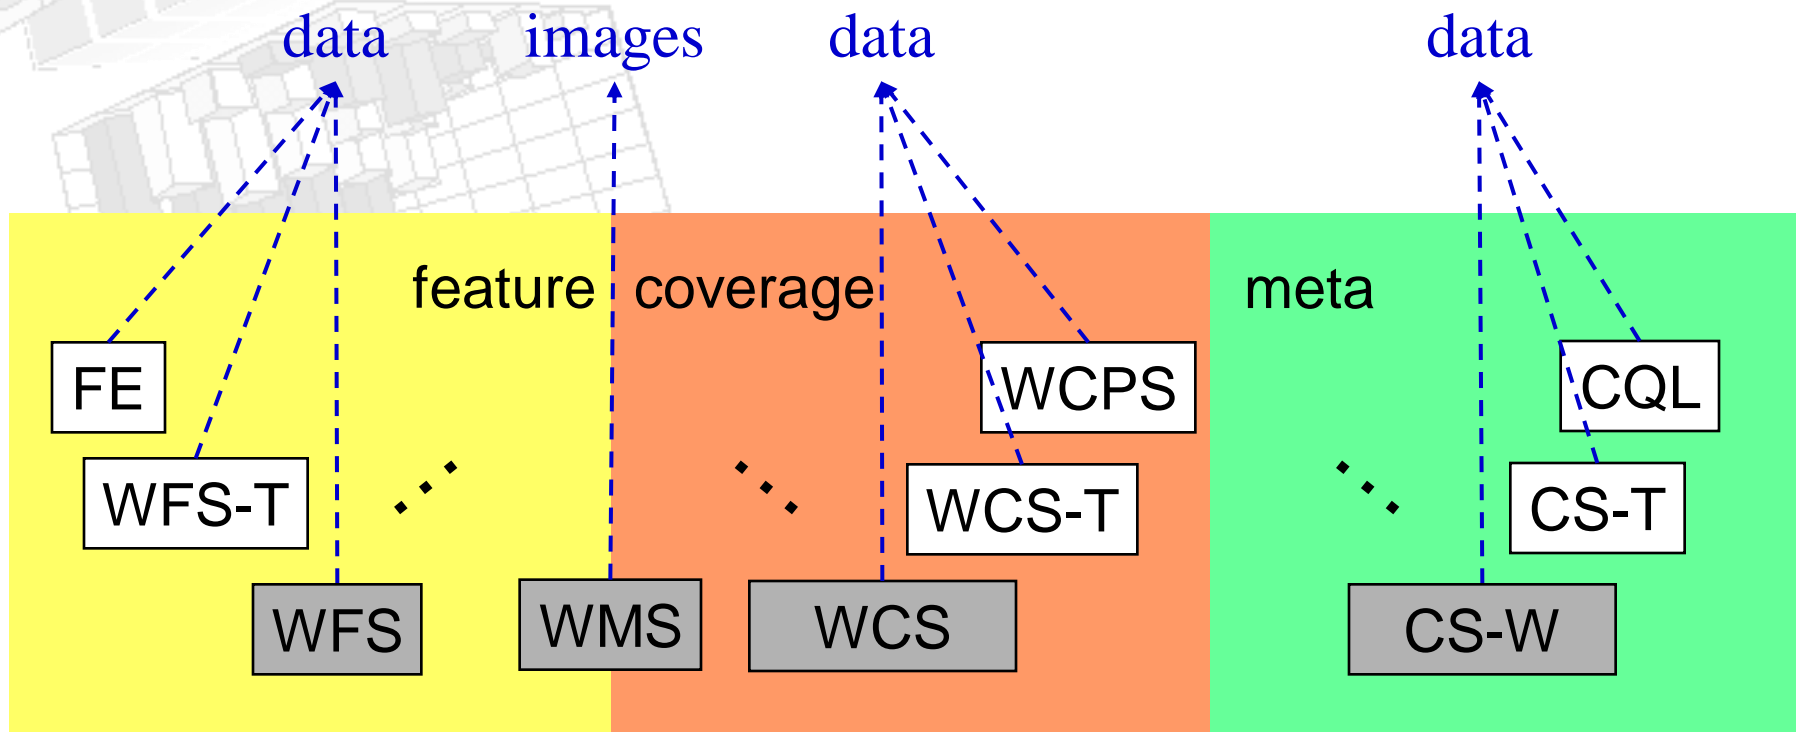 data images data data
feature coverage meta
FE WCPS CQL
WFS-T WCS-T CS-T
WFS WMS WCS CS-W